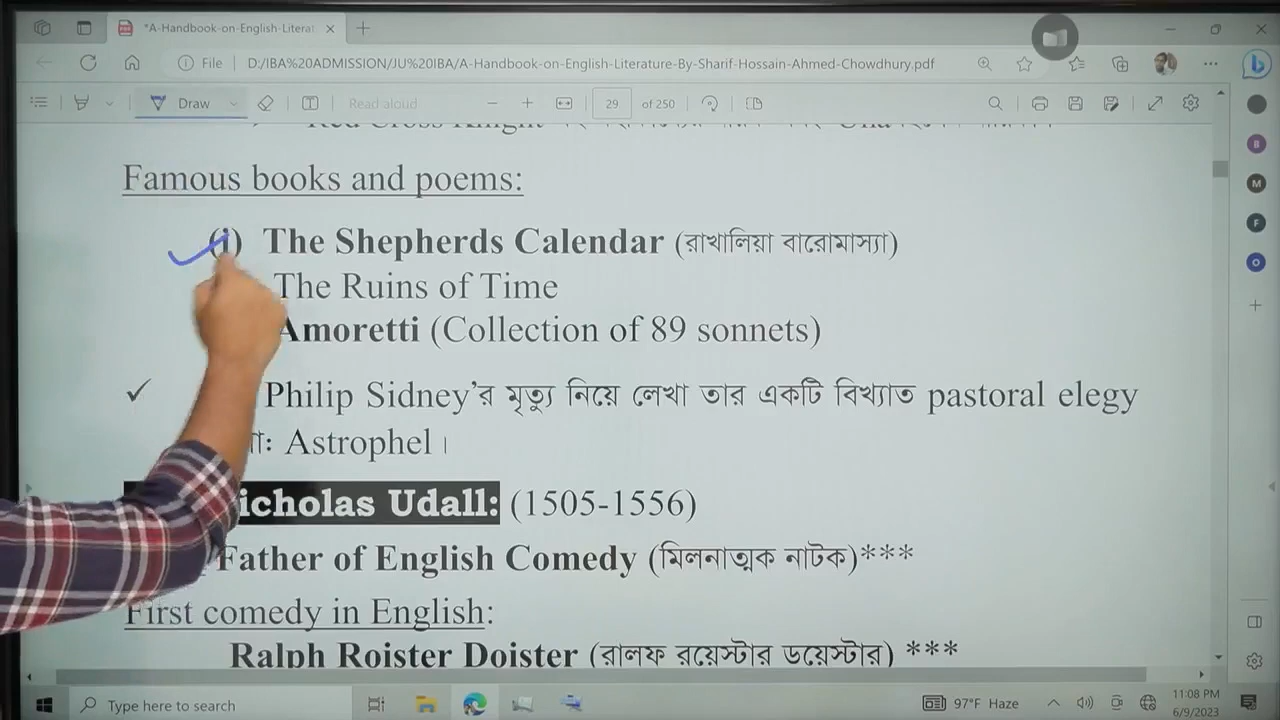 *A-Handbook-on-English-Literat
File D:/IBA%20ADMISSION/JU%20IBA/A-Handbook-on-English-Literature-By-Sharif-Hossain-Ahmed-Chowdhury.pdf
Draw Read aloud 29 of 250
Red Cross Knight
Famous books and poems:
(i) The Shepherds Calendar (রাখালিয়া বারোমাস্যা)
The Ruins of Time
Amoretti (Collection of 89 sonnets)
✓ Philip Sidney’র মৃত্যু নিয়ে লেখা তার একটি বিখ্যাত pastoral elegy
Astrophel।
icholas Udall: (1505-1556)
Father of English Comedy (মিলনাত্মক নাটক)***
First comedy in English:
Ralph Roister Doister (রালফ রয়েস্টার ডয়েস্টার) ***
Type here to search 97°F Haze 11:08 PM
6/9/2023